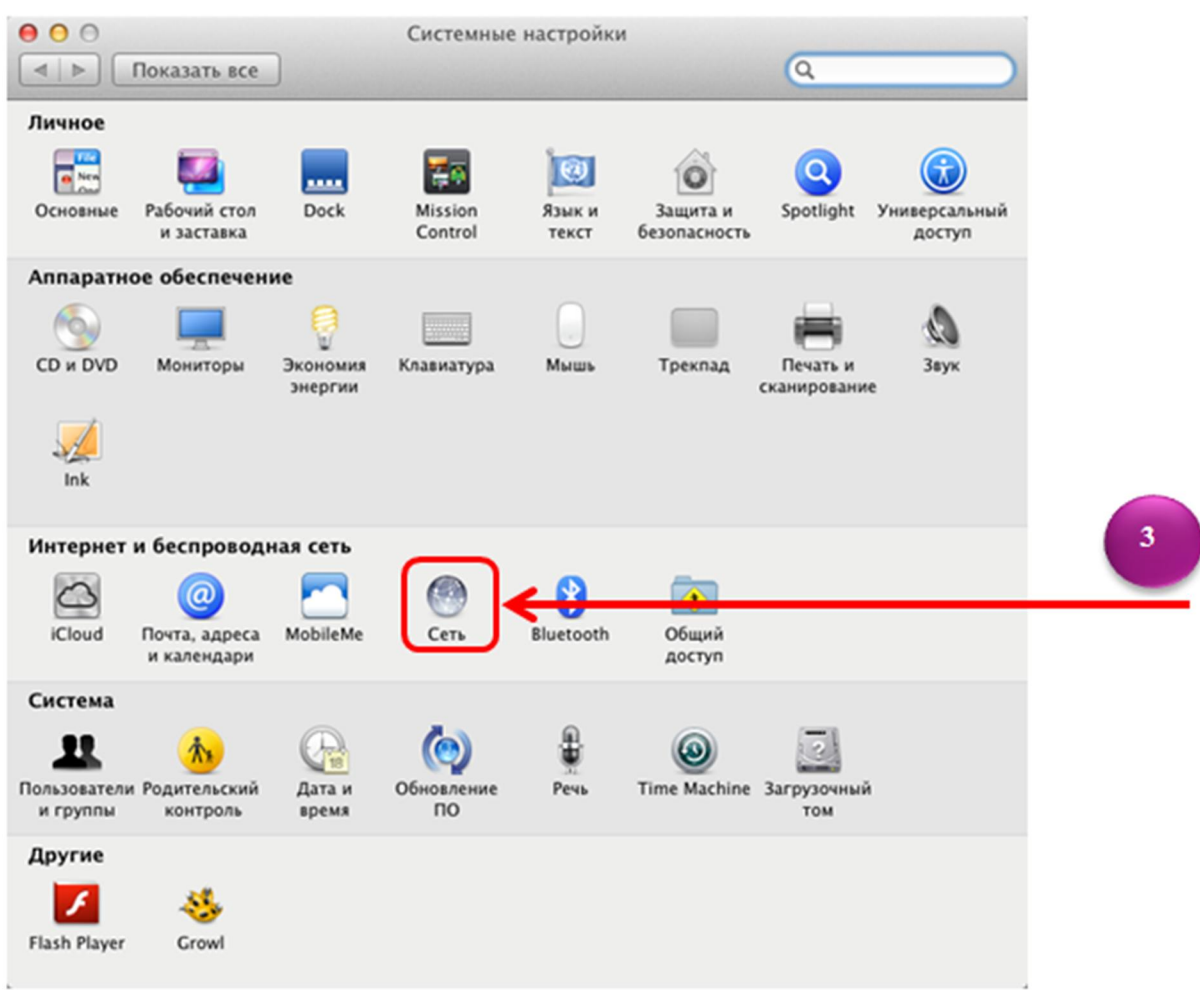 Системные настройки
Показать все
Личное
Основные
Рабочий стол
и заставка
Dock
Mission
Control
Язык и
текст
Защита и
безопасность
Spotlight
Универсальный
доступ
Аппаратное обеспечение
CD и DVD
Мониторы
Экономия
энергии
Клавиатура
Мышь
Трекпад
Печать и
сканирование
Звук
Ink
Интернет и беспроводная сеть
iCloud
Почта, адреса
и календари
MobileMe
Сеть
Bluetooth
Общий
доступ
3
Система
Пользователи
и группы
Родительский
контроль
Дата и
время
18
Обновление
ПО
Речь
Time Machine
Загрузочный
том
Другие
Flash Player
Growl
File
New